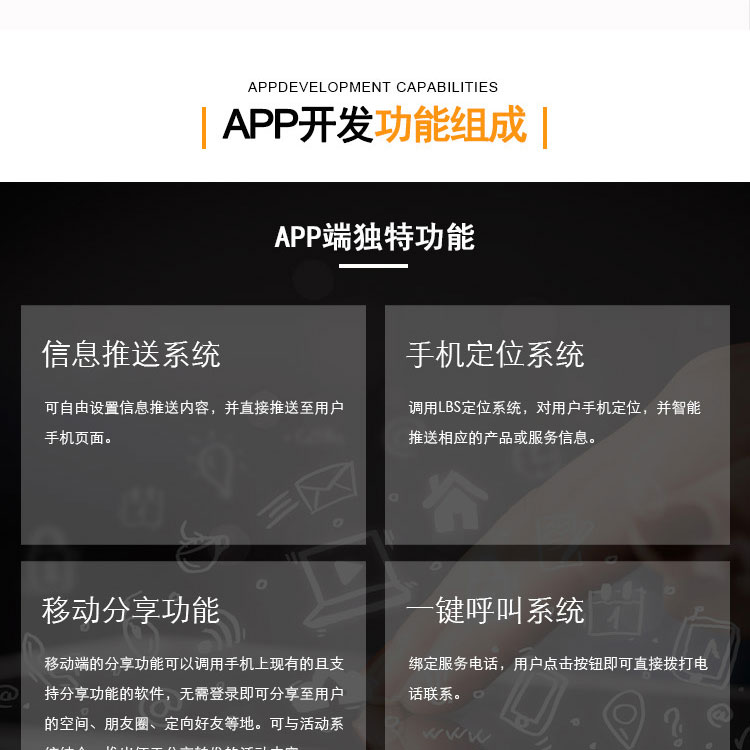 APPDEVELOPMENT CAPABILITIES
APP开发功能组成
APP端独特功能
信息推送系统
可自由设置信息推送内容，并直接推送至用户
手机页面。
手机定位系统
调用LBS定位系统，对用户手机定位，并智能
推送相应的产品或服务信息。
移动分享功能
移动端的分享功能可以调用手机上现有的且支
持分享功能的软件，无需登录即可分享至用户
的空间、朋友圈、定向好友等地。可与活动系
一键呼叫系统
绑定服务电话，用户点击按钮即可直接拨打电
话联系。